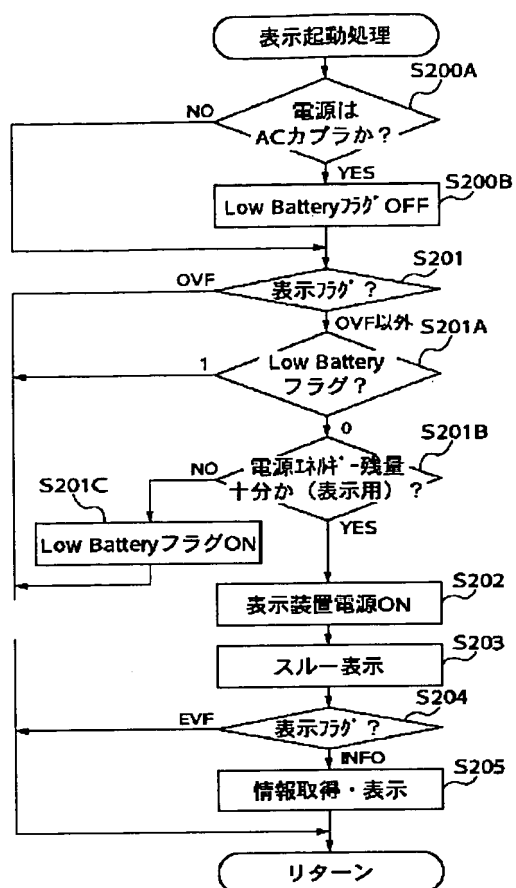 表示起動処理
S200A
NO
電源は
ACカプラか？
YES
S200B
Low BatteryﾌﾗｸﾞOFF
S201
OVF
表示ﾌﾗｸﾞ？
OVF以外
S201A
1
Low Battery
フラグ？
0
S201B
NO
電源ｴﾈﾙｷﾞｰ残量
十分か（表示用）？
S201C
YES
Low BatteryフラグON
S202
表示装置電源ON
S203
スルー表示
S204
EVF
表示ﾌﾗｸﾞ？
INFO
S205
情報取得・表示
リターン